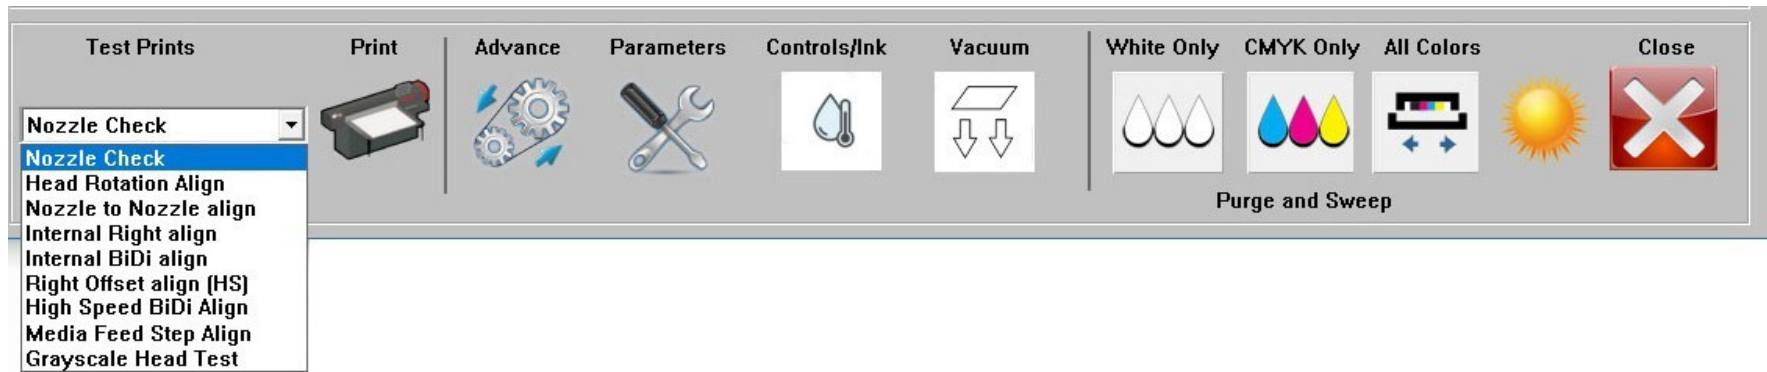 Test Prints
Print
Advance
Parameters
Controls/Ink
Vacuum
White Only
CMYK Only
All Colors
Close
Nozzle Check
Nozzle Check
Head Rotation Align
Nozzle to Nozzle align
Internal Right align
Internal BiDi align
Right Offset align (HS)
High Speed BiDi Align
Media Feed Step Align
Grayscale Head Test
Purge and Sweep